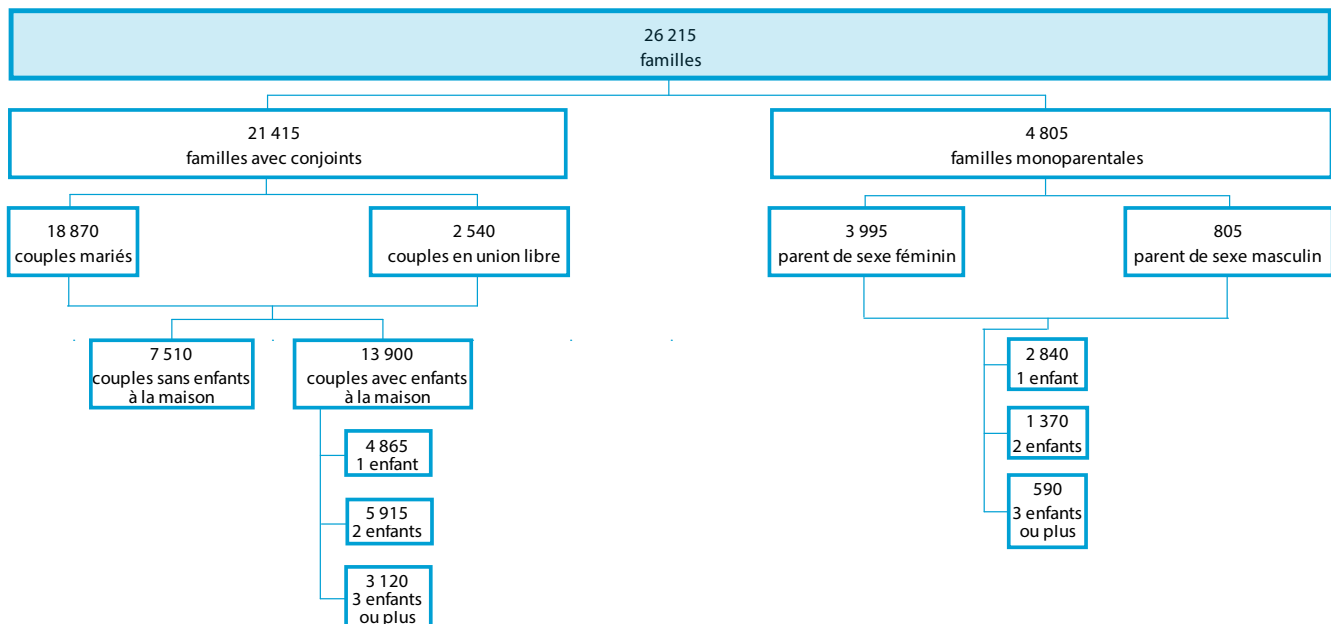 26 215
familles
21 415
familles avec conjoints
4 805
familles monoparentales
18 870
couples mariés
2 540
couples en union libre
3 995
parent de sexe féminin
805
parent de sexe masculin
7 510
couples sans enfants
à la maison
13 900
couples avec enfants
à la maison
4 865
1 enfant
5 915
2 enfants
3 120
3 enfants
ou plus
2 840
1 enfant
1 370
2 enfants
590
3 enfants
ou plus